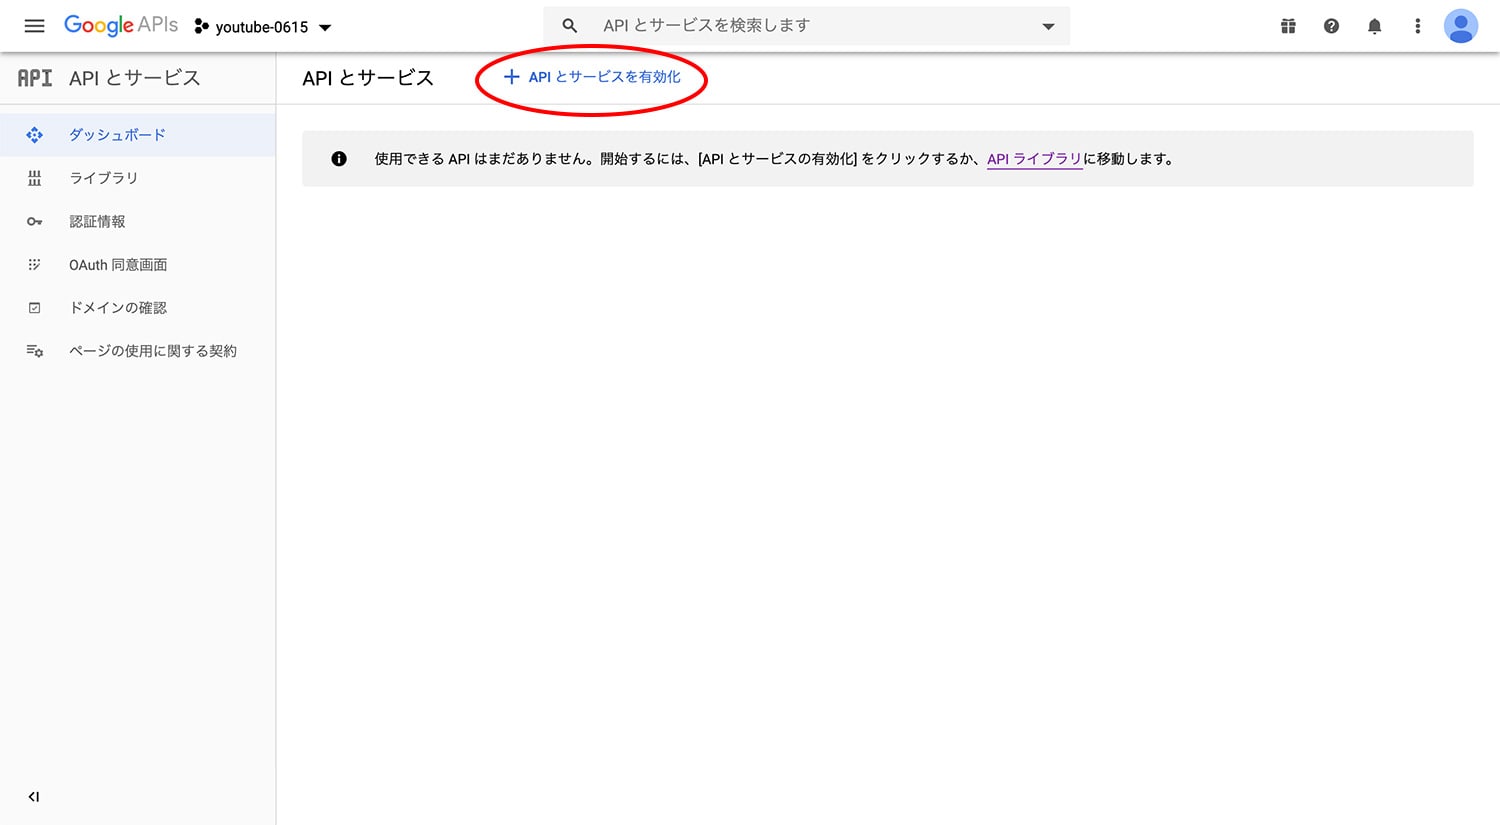 Google APIs youtube-0615 API とサービスを検索します
API API とサービス
API とサービス + API とサービスを有効化
ダッシュボード
使用できる API はまだありません。開始するには、[API とサービスの有効化] をクリックするか、API ライブラリに移動します。
ライブラリ
認証情報
OAuth 同意画面
ドメインの確認
ページの使用に関する契約